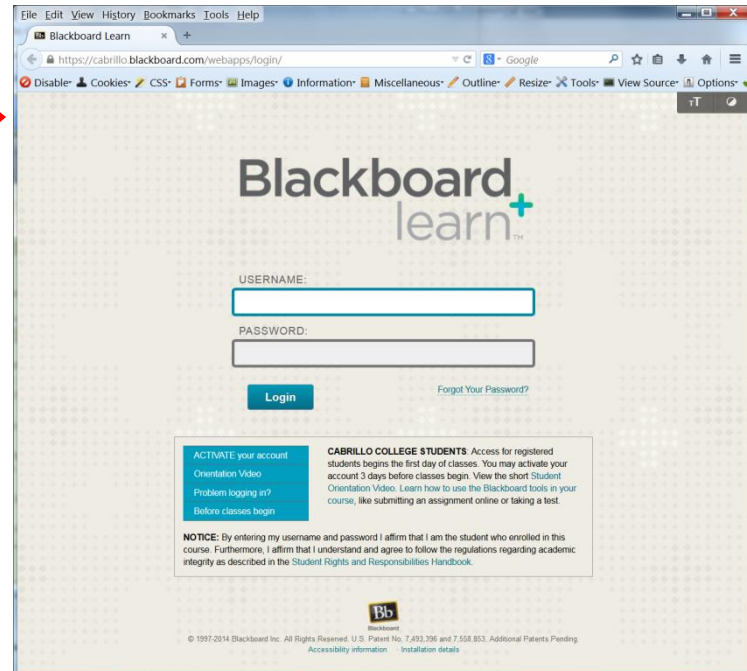 File Edit View History Bookmarks Tools Help
Blackboard Learn × +
https://cabrillo.blackboard.com/webapps/login/ Google
Disable Cookies CSS Forms Images Information Miscellaneous Outline Resize Tools View Source Options
TT
Blackboard
learn+™
USERNAME:
PASSWORD:
Login Forgot Your Password?
ACTIVATE your account
Orientation Video
Problem logging in?
Before classes begin
CABRILLO COLLEGE STUDENTS: Access for registered
students begins the first day of classes. You may activate your
account 3 days before classes begin. View the short Student
Orientation Video. Learn how to use the Blackboard tools in your
course, like submitting an assignment online or taking a test.
NOTICE: By entering my username and password I affirm that I am the student who enrolled in this
course. Furthermore, I affirm that I understand and agree to follow the regulations regarding academic
integrity as described in the Student Rights and Responsibilities Handbook.
Bb
Blackboard
© 1997-2014 Blackboard Inc. All Rights Reserved. U.S. Patent No. 7,493,396 and 7,558,853. Additional Patents Pending.
Accessibility information · Installation details